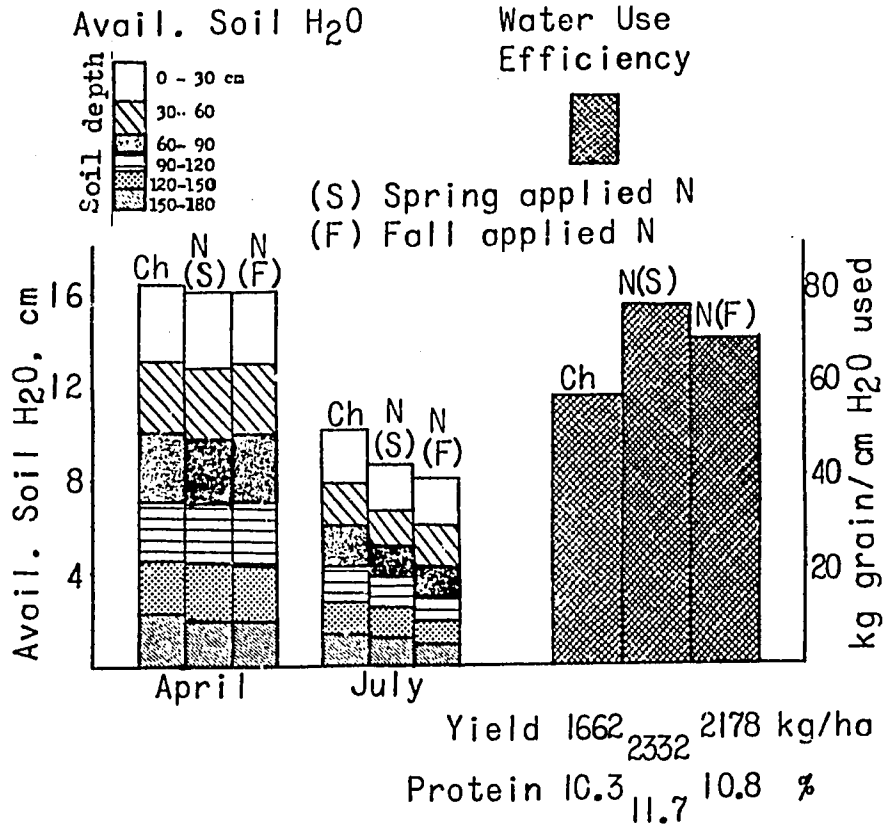 Avail. Soil H2O
Soil depth
0 - 30 cm
30-- 60
60- 90
90-120
120-150
150-180
Water Use
Efficiency
(S) Spring applied N
(F) Fall applied N
Avail. Soil H2O, cm
16
12
8
4
Ch
N
(S)
N
(F)
April
Ch
N
(S)
N
(F)
July
Ch
N(S)
N(F)
80
60
40
20
kg grain/cm H2O used
Yield 1662 2332 2178 kg/ha
Protein 10.3 11.7 10.8 %